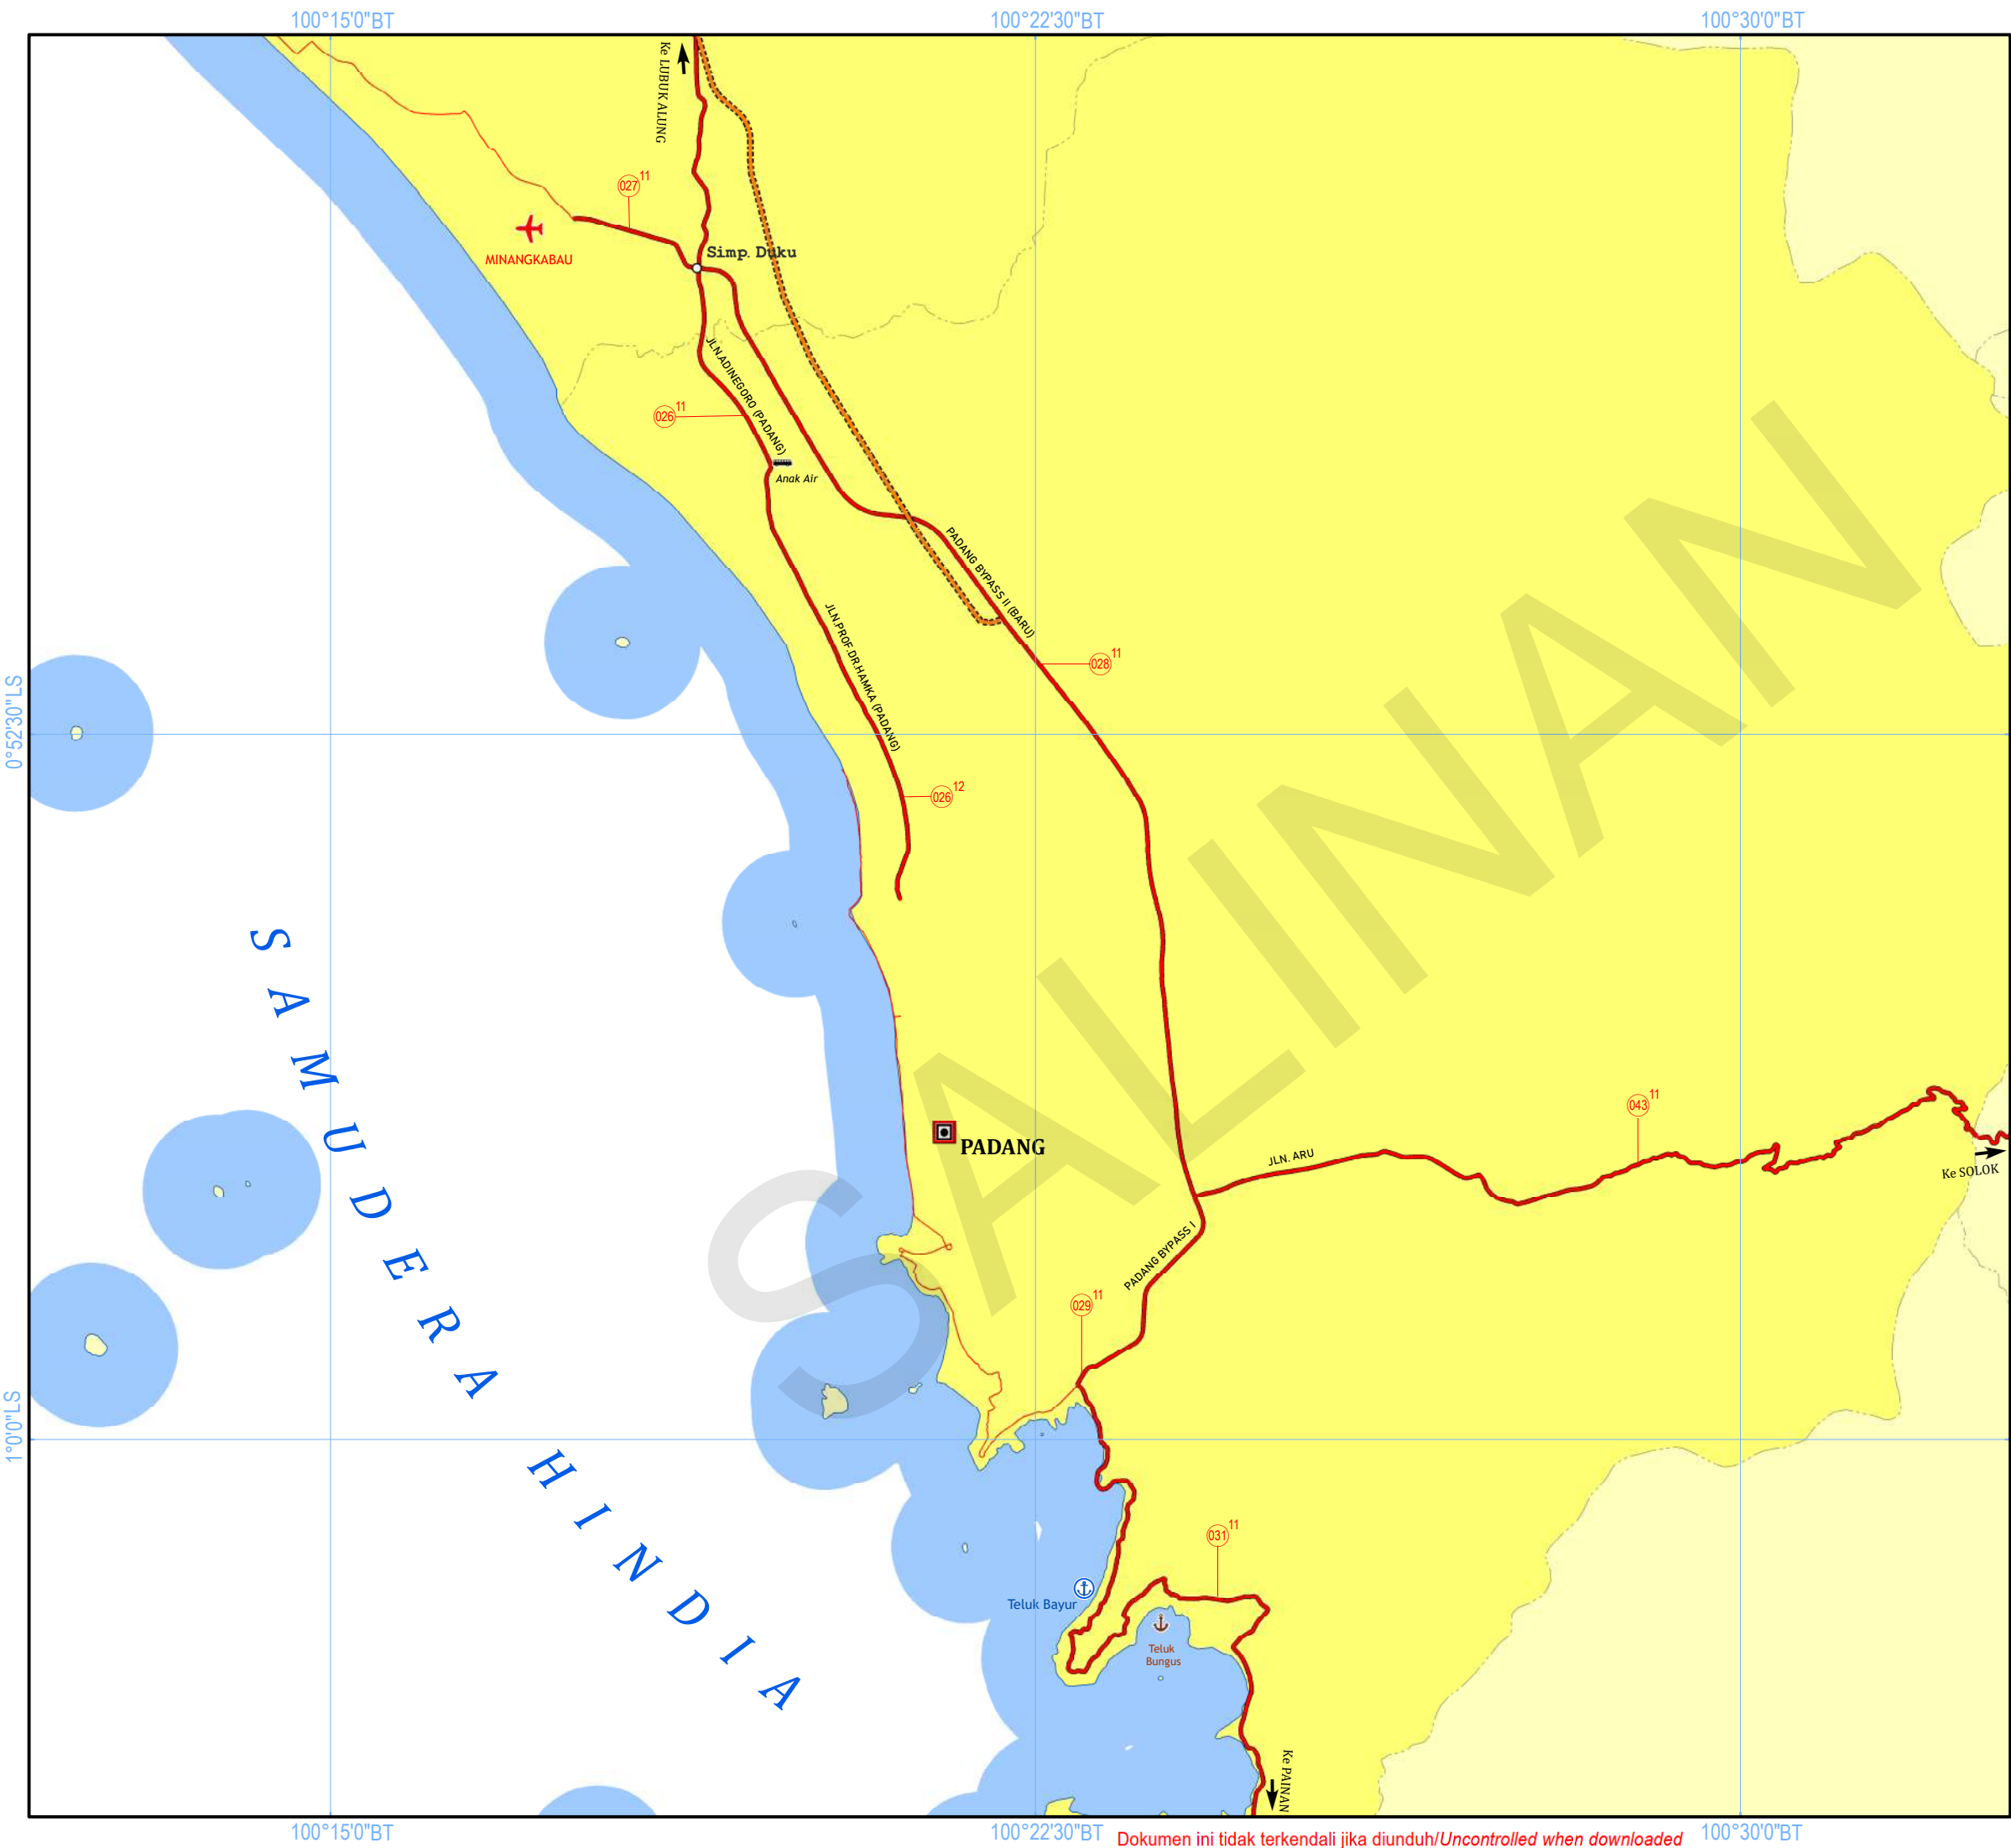 100°15'0"BT
100°22'30"BT
100°30'0"BT
Ke LUBUK ALUNG
027 11
MINANGKABAU
Simp. Duku
JLN.ADINEGORO (PADANG)
026 11
Anak Air
PADANG BYPASS II (BARU)
JLN.PROF.DR.HAMKA (PADANG)
028 11
0°52'30"LS
026 12
SAMUDERA HINDIA
SALINAN
PADANG
043 11
JLN. ARU
Ke SOLOK
PADANG BYPASS I
029 11
1°0'0"LS
031 11
Teluk Bayur
Teluk
Bungus
Ke PAINAN
100°15'0"BT
100°22'30"BT
Dokumen ini tidak terkendali jika diunduh/Uncontrolled when downloaded
100°30'0"BT